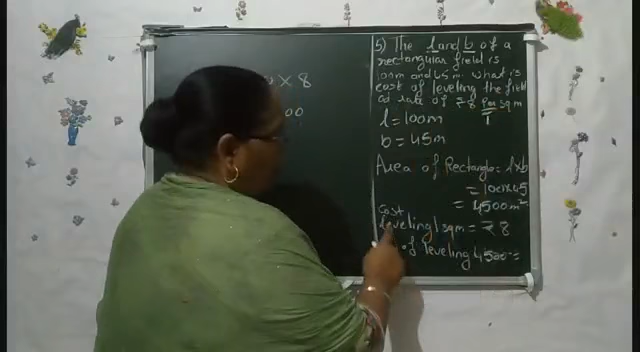 × 8
00
5) The l and b of a
rectangular field is
100m and 45m. what is
cost of leveling the field
at rate of ₹8 per sqm
l = 100m
b = 45m
Area of Rectangle = l×b
= 100×45
= 4500m²
Cost
leveling 1 sqm = ₹8
of leveling 4500 =